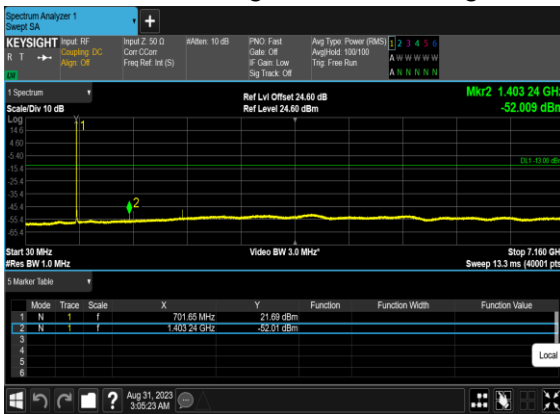 Spectrum Analyzer 1
Swept SA
+
KEYSIGHT Input: RF Input Z: 50 Ω #Atten: 10 dB PNO: Fast Avg Type: Power (RMS) 1 2 3 4 5 6
R T Coupling: DC Corr CCorr Gate: Off Avg|Hold: 100/100 A W W W W W
Align: Off Freq Ref: Int (S) IF Gain: Low Trig: Free Run
LV Sig Track: Off A N N N N N
1 Spectrum Ref Lvl Offset 24.60 dB Mkr2 1.403 24 GHz
Scale/Div 10 dB Ref Level 24.60 dBm -52.009 dBm
Log
14.6 1
4.60
-5.40
-15.4 DL1 -13.00 dBm
-25.4
-35.4
-45.4 2
-55.4
-65.4
Start 30 MHz Video BW 3.0 MHz* Stop 7.160 GHz
#Res BW 1.0 MHz Sweep 13.3 ms (40001 pts
5 Marker Table
Mode Trace Scale X Y Function Function Width Function Value
1 N 1 f 701.65 MHz 21.69 dBm
2 N 1 f 1.403 24 GHz -52.01 dBm
3
4
5
6
Local
? Aug 31, 2023
3:05:23 AM